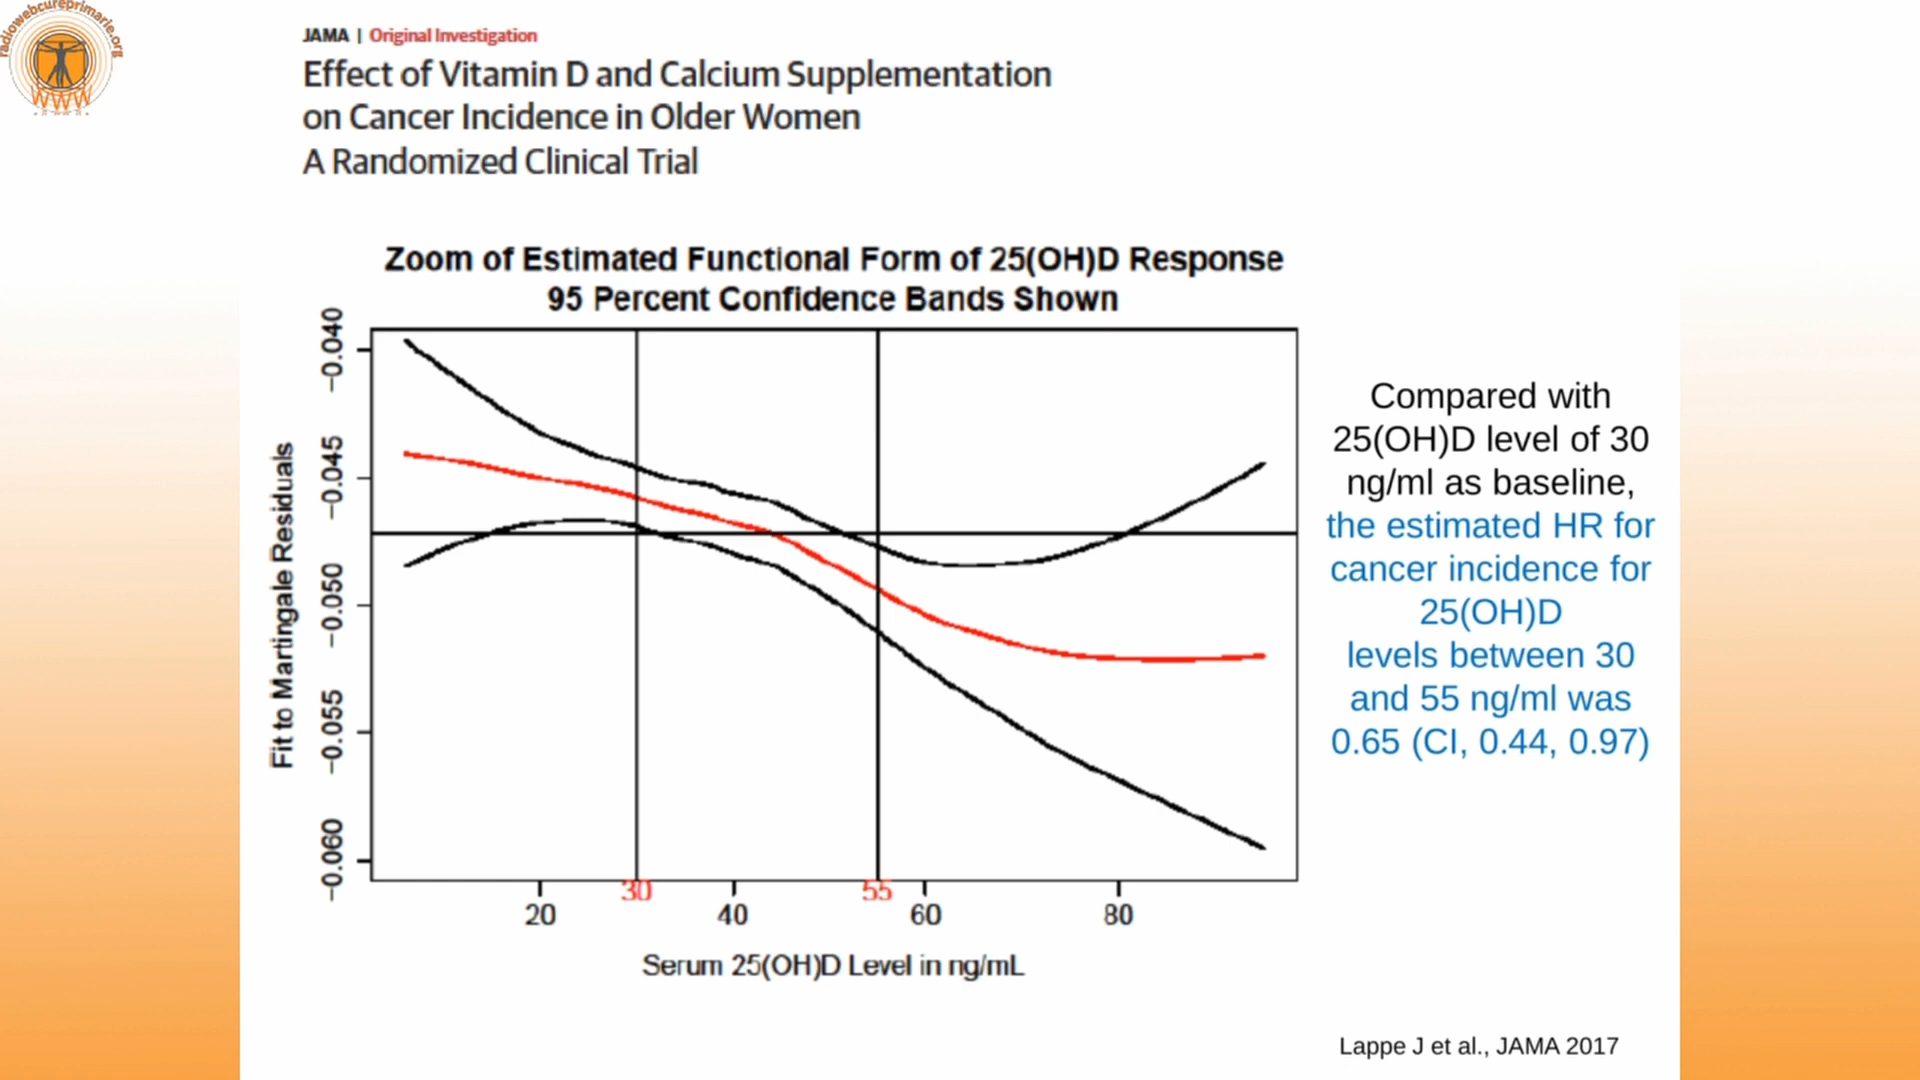 radiowebcureprimarie.org
WWW
JAMA | Original Investigation
Effect of Vitamin D and Calcium Supplementation
on Cancer Incidence in Older Women
A Randomized Clinical Trial
Zoom of Estimated Functional Form of 25(OH)D Response
95 Percent Confidence Bands Shown
Fit to Martingale Residuals
−0.040
−0.045
−0.050
−0.055
−0.060
30
55
20
40
60
80
Serum 25(OH)D Level in ng/mL
Compared with
25(OH)D level of 30
ng/ml as baseline,
the estimated HR for
cancer incidence for
25(OH)D
levels between 30
and 55 ng/ml was
0.65 (CI, 0.44, 0.97)
Lappe J et al., JAMA 2017